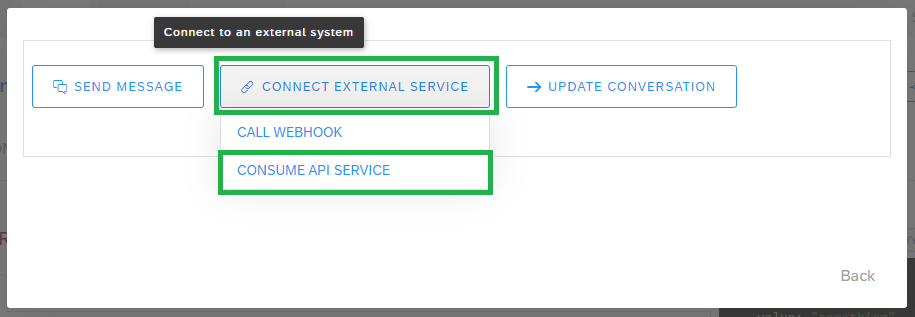 Connect to an external system
SEND MESSAGE
CONNECT EXTERNAL SERVICE
UPDATE CONVERSATION
CALL WEBHOOK
CONSUME API SERVICE
Back